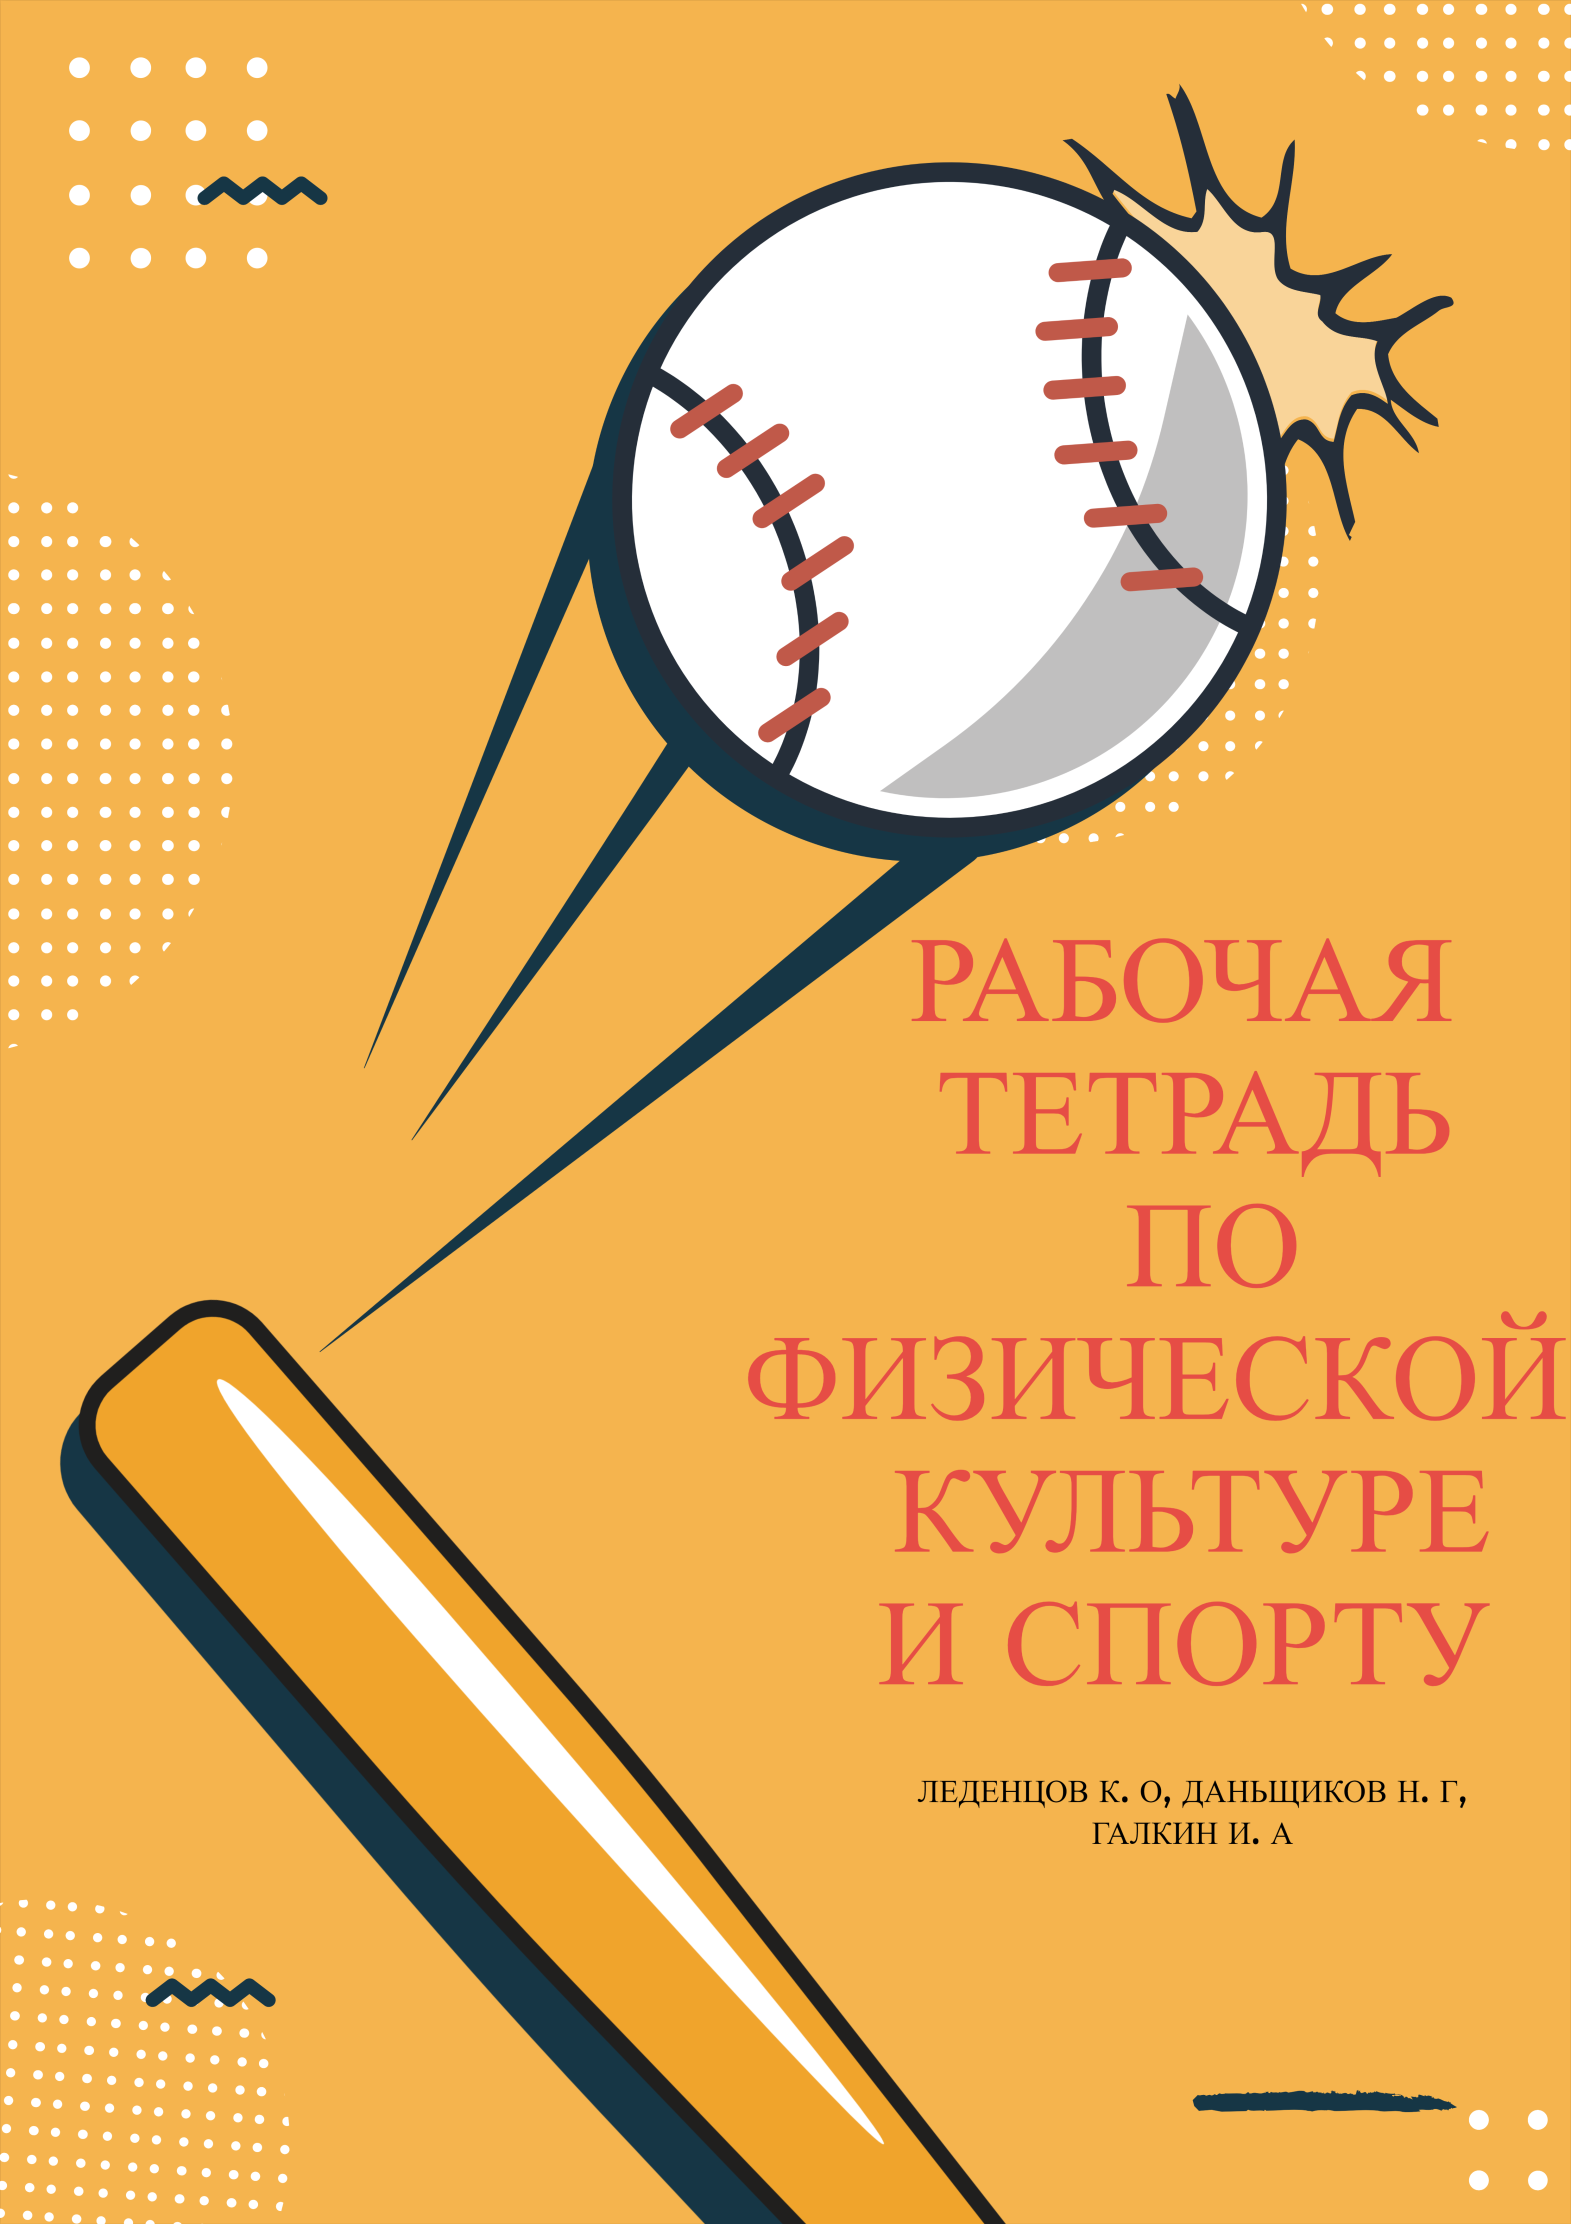 РАБОЧАЯ
ТЕТРАДЬ
ПО
ФИЗИЧЕСКОЙ
КУЛЬТУРЕ
И СПОРТУ
ЛЕДЕНЦОВ К. О, ДАНЬЩИКОВ Н. Г,
ГАЛКИН И. А